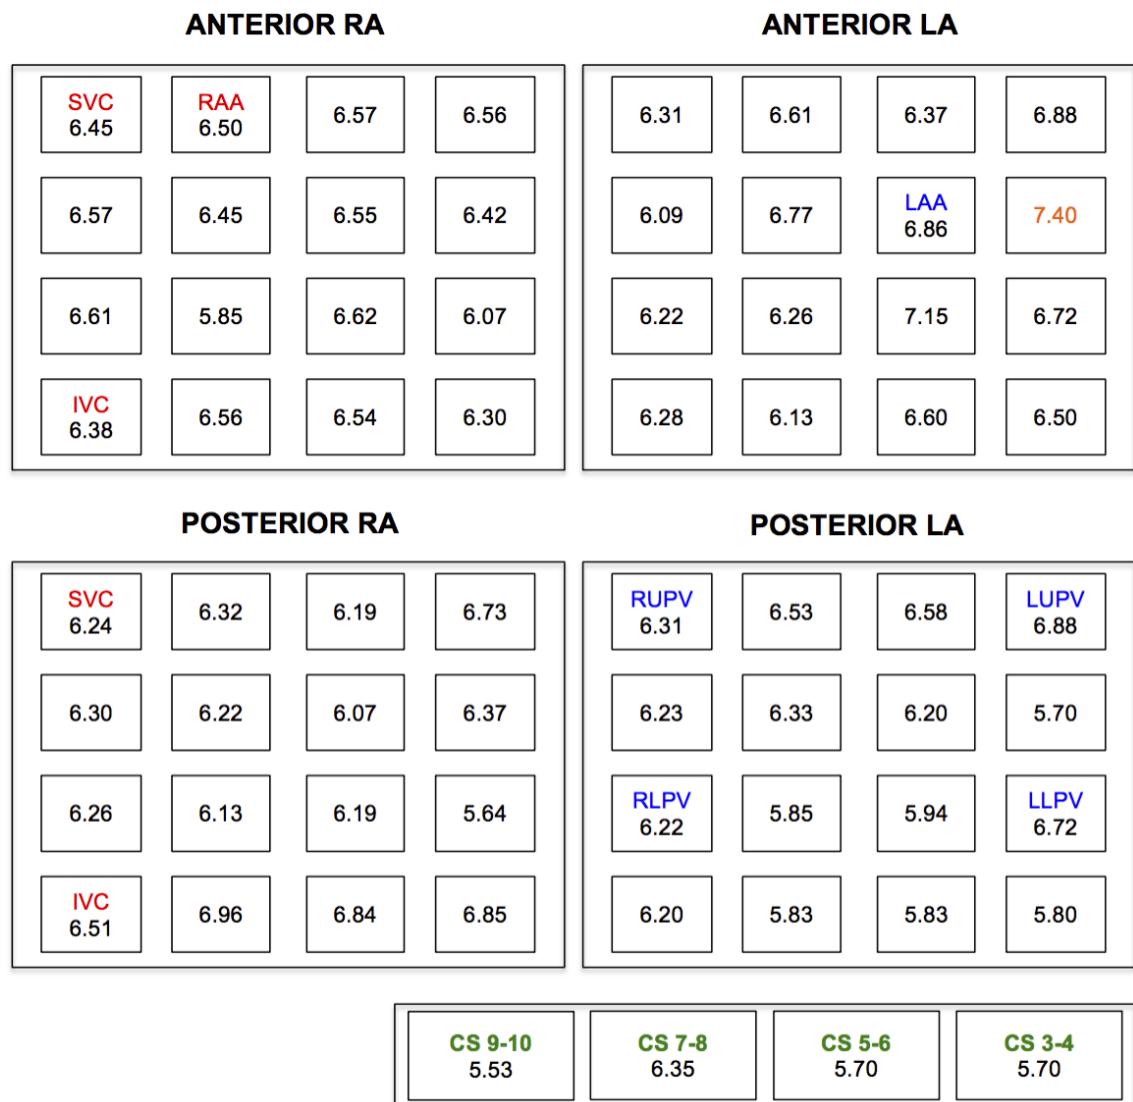 ANTERIOR RA
SVC RAA
6.45 6.50 6.57 6.56
6.57 6.45 6.55 6.42
6.61 5.85 6.62 6.07
IVC
6.38 6.56 6.54 6.30
ANTERIOR LA
6.31 6.61 6.37 6.88
LAA
6.09 6.77 6.86 7.40
6.22 6.26 7.15 6.72
6.28 6.13 6.60 6.50
POSTERIOR RA
SVC
6.24 6.32 6.19 6.73
6.30 6.22 6.07 6.37
6.26 6.13 6.19 5.64
IVC
6.51 6.96 6.84 6.85
POSTERIOR LA
RUPV LUPV
6.31 6.53 6.58 6.88
6.23 6.33 6.20 5.70
RLPV LLPV
6.22 5.85 5.94 6.72
6.20 5.83 5.83 5.80
CS 9-10 CS 7-8 CS 5-6 CS 3-4
5.53 6.35 5.70 5.70